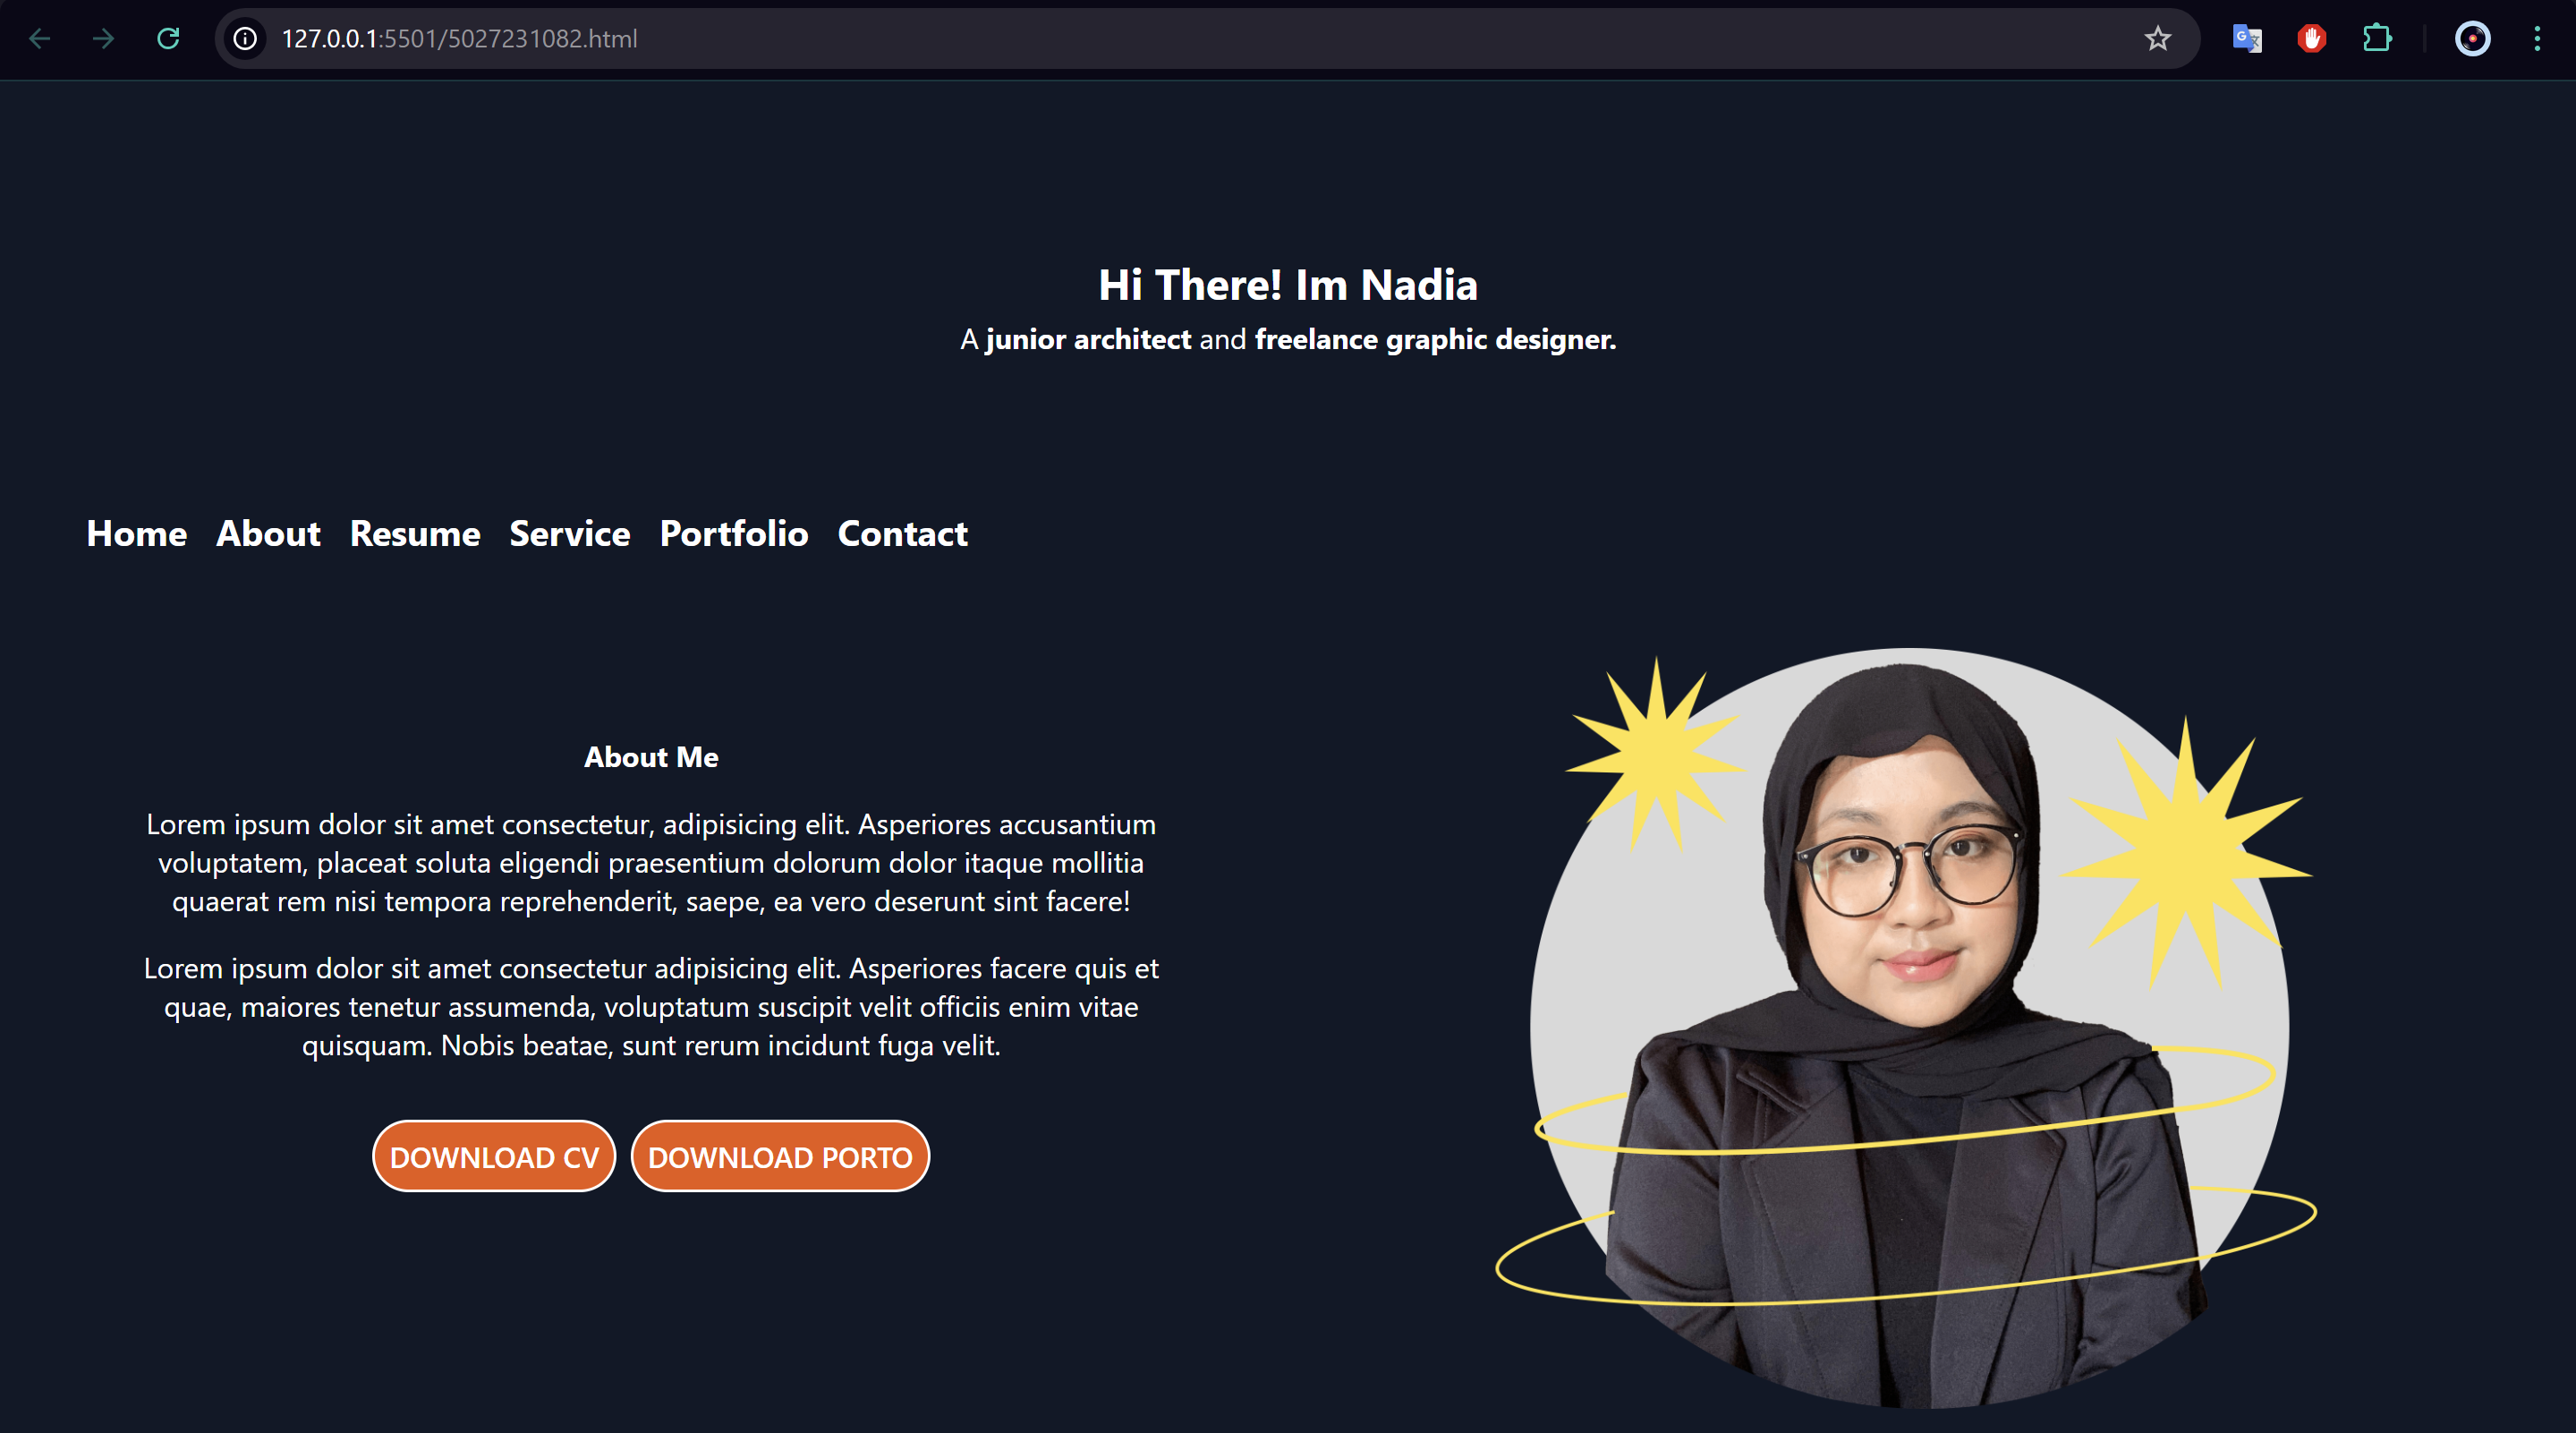 127.0.0.1:5501/5027231082.html
Hi There! Im Nadia
A junior architect and freelance graphic designer.
Home About Resume Service Portfolio Contact
About Me
Lorem ipsum dolor sit amet consectetur, adipisicing elit. Asperiores accusantium
voluptatem, placeat soluta eligendi praesentium dolorum dolor itaque mollitia
quaerat rem nisi tempora reprehenderit, saepe, ea vero deserunt sint facere!
Lorem ipsum dolor sit amet consectetur adipisicing elit. Asperiores facere quis et
quae, maiores tenetur assumenda, voluptatum suscipit velit officiis enim vitae
quisquam. Nobis beatae, sunt rerum incidunt fuga velit.
DOWNLOAD CV DOWNLOAD PORTO